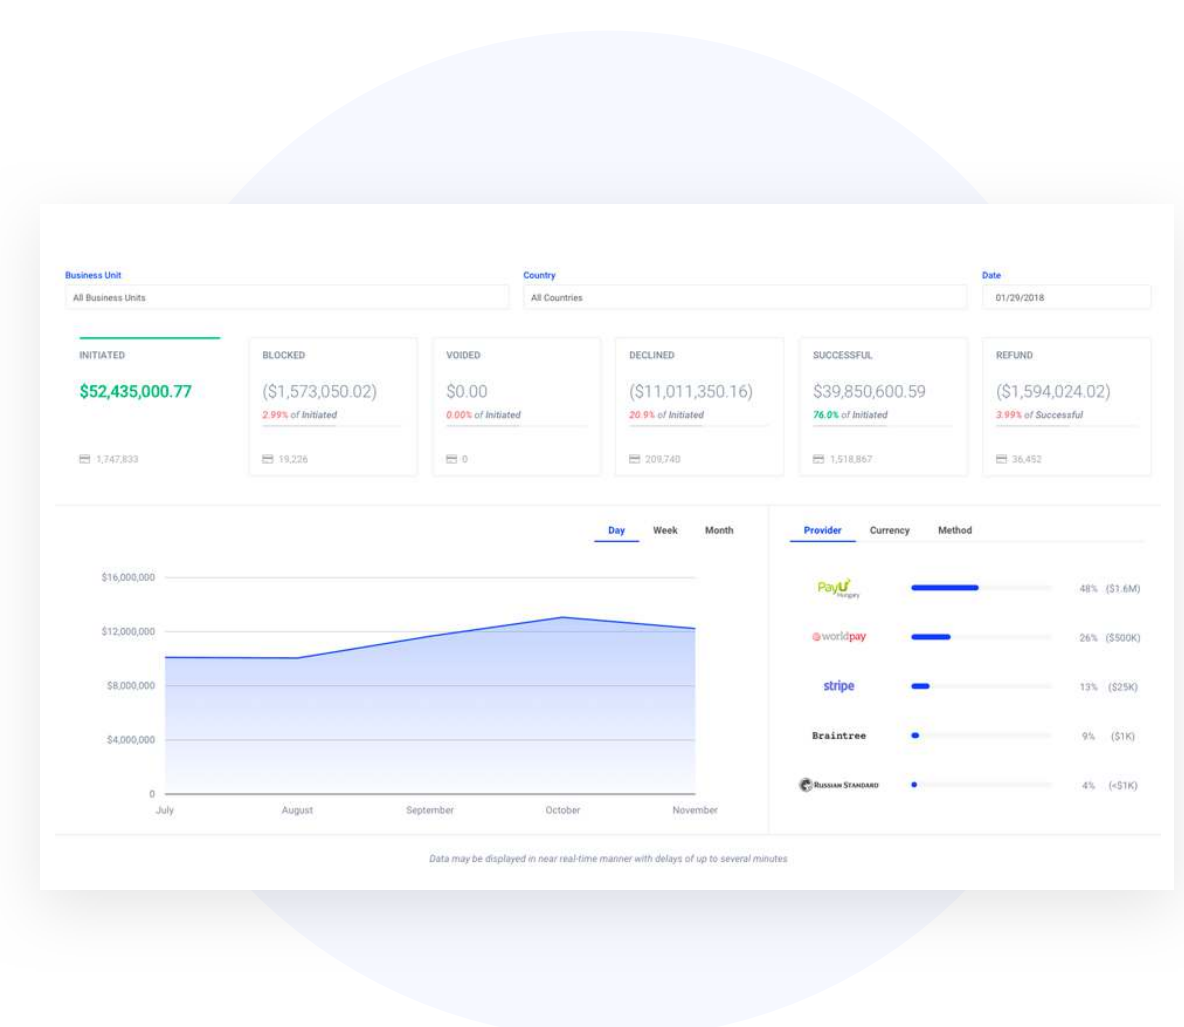 Business Unit
All Business Units
Country
All Countries
Date
01/29/2018
INITIATED
$52,435,000.77
1,747,833
BLOCKED
($1,573,050.02)
2.99% of Initiated
19,226
VOIDED
$0.00
0.00% of Initiated
0
DECLINED
($11,011,350.16)
20.9% of Initiated
209,740
SUCCESSFUL
$39,850,600.59
76.0% of Initiated
1,518,867
REFUND
($1,594,024.02)
3.99% of Successful
36,452
Day Week Month
$16,000,000
$12,000,000
$8,000,000
$4,000,000
0
July August September October November
Provider Currency Method
PayU
Hungary
48% ($1.6M)
worldpay
26% ($500K)
stripe
13% ($25K)
Braintree
9% ($1K)
RUSSIAN STANDARD
4% (<$1K)
Data may be displayed in near real-time manner with delays of up to several minutes